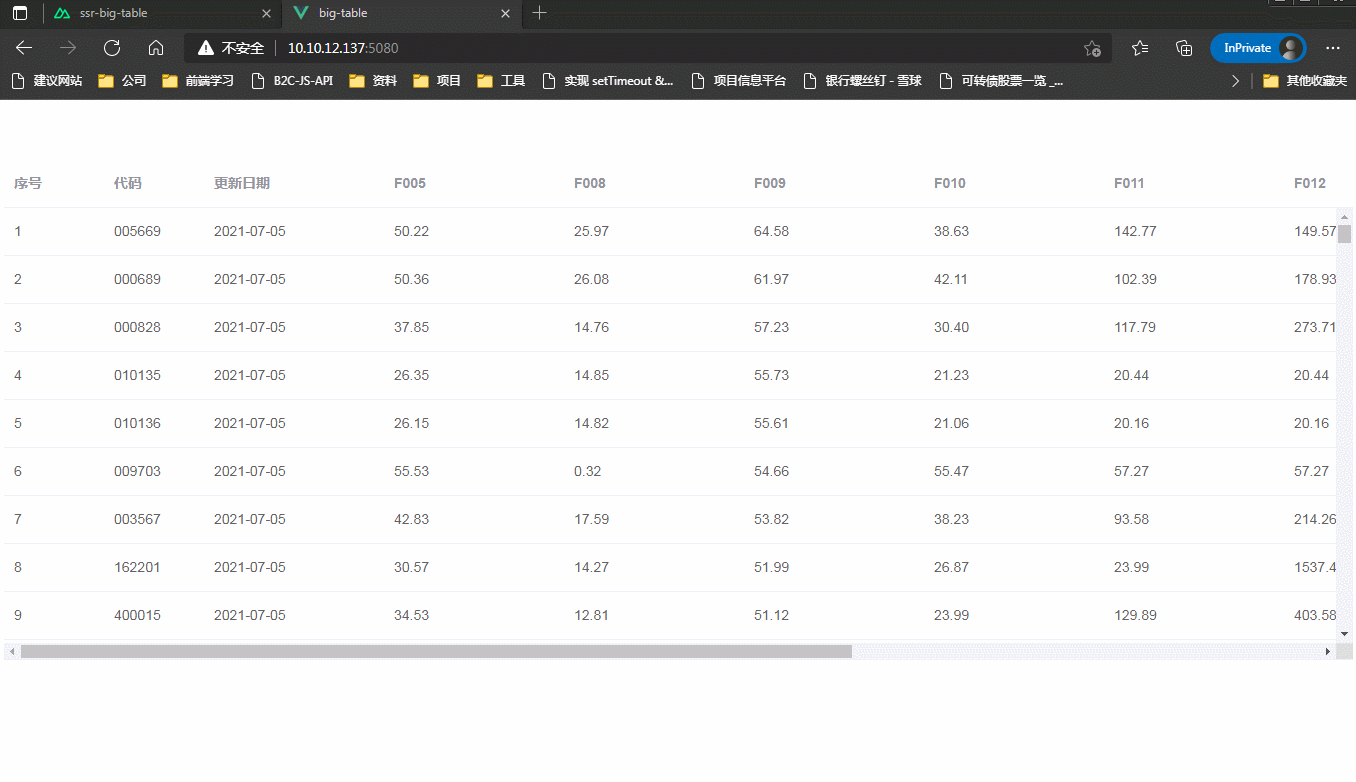 ssr-big-table big-table
不安全 10.10.12.137:5080 InPrivate
建议网站 公司 前端学习 B2C-JS-API 资料 项目 工具 实现 setTimeout &... 项目信息平台 银行螺丝钉 - 雪球 可转债股票一览 _... 其他收藏夹
序号 代码 更新日期 F005 F008 F009 F010 F011 F012
1 005669 2021-07-05 50.22 25.97 64.58 38.63 142.77 149.57
2 000689 2021-07-05 50.36 26.08 61.97 42.11 102.39 178.93
3 000828 2021-07-05 37.85 14.76 57.23 30.40 117.79 273.71
4 010135 2021-07-05 26.35 14.85 55.73 21.23 20.44 20.44
5 010136 2021-07-05 26.15 14.82 55.61 21.06 20.16 20.16
6 009703 2021-07-05 55.53 0.32 54.66 55.47 57.27 57.27
7 003567 2021-07-05 42.83 17.59 53.82 38.23 93.58 214.26
8 162201 2021-07-05 30.57 14.27 51.99 26.87 23.99 1537.4
9 400015 2021-07-05 34.53 12.81 51.12 23.99 129.89 403.58